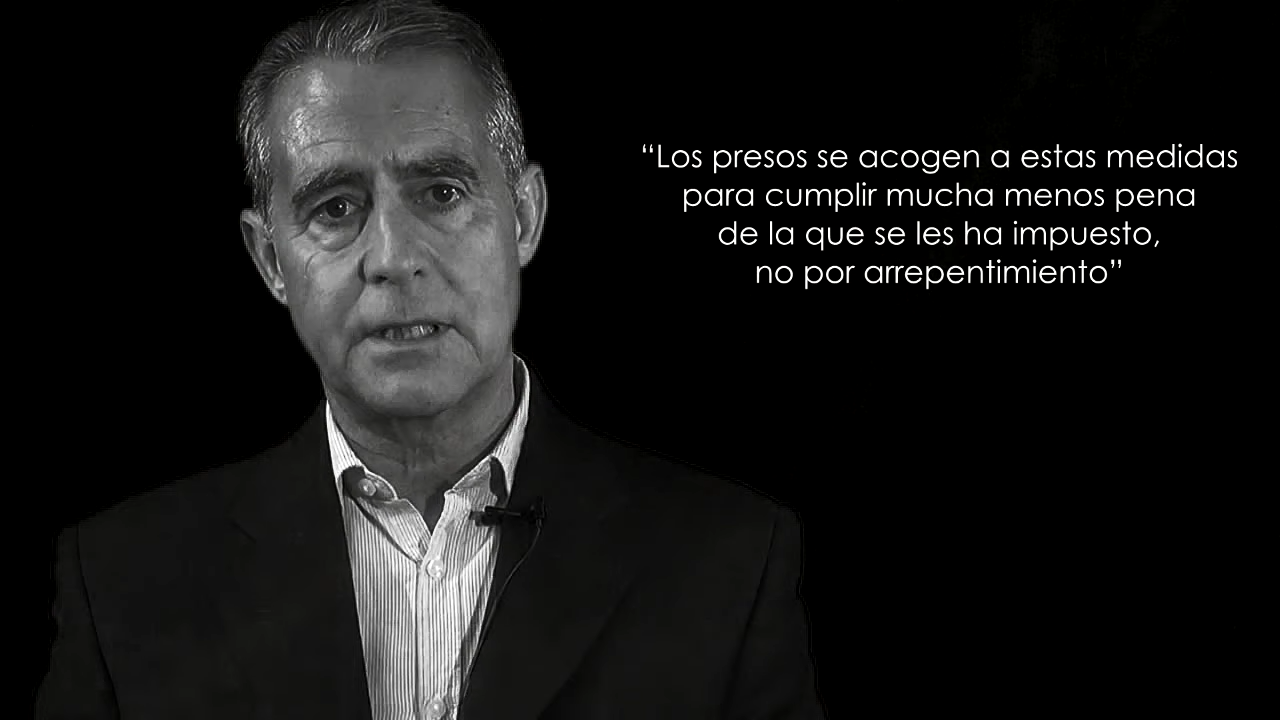 “Los presos se acogen a estas medidas
para cumplir mucha menos pena
de la que se les ha impuesto,
no por arrepentimiento”